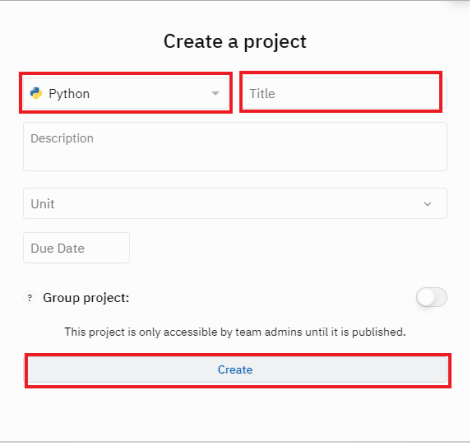 Create a project
Python Title
Description
Unit
Due Date
? Group project:
This project is only accessible by team admins until it is published.
Create